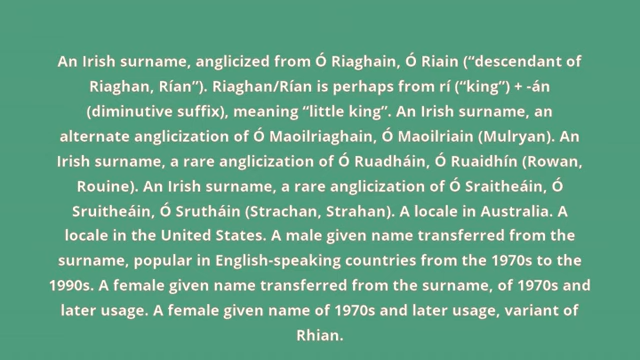 An Irish surname, anglicized from Ó Riaghain, Ó Riain (“descendant of
Riaghan, Rían”). Riaghan/Rían is perhaps from rí (“king”) + -án
(diminutive suffix), meaning “little king”. An Irish surname, an
alternate anglicization of Ó Maoilriaghain, Ó Maoilriain (Mulryan). An
Irish surname, a rare anglicization of Ó Ruadháin, Ó Ruaidhín (Rowan,
Rouine). An Irish surname, a rare anglicization of Ó Sraitheáin, Ó
Sruitheáin, Ó Srutháin (Strachan, Strahan). A locale in Australia. A
locale in the United States. A male given name transferred from the
surname, popular in English-speaking countries from the 1970s to the
1990s. A female given name transferred from the surname, of 1970s and
later usage. A female given name of 1970s and later usage, variant of
Rhian.